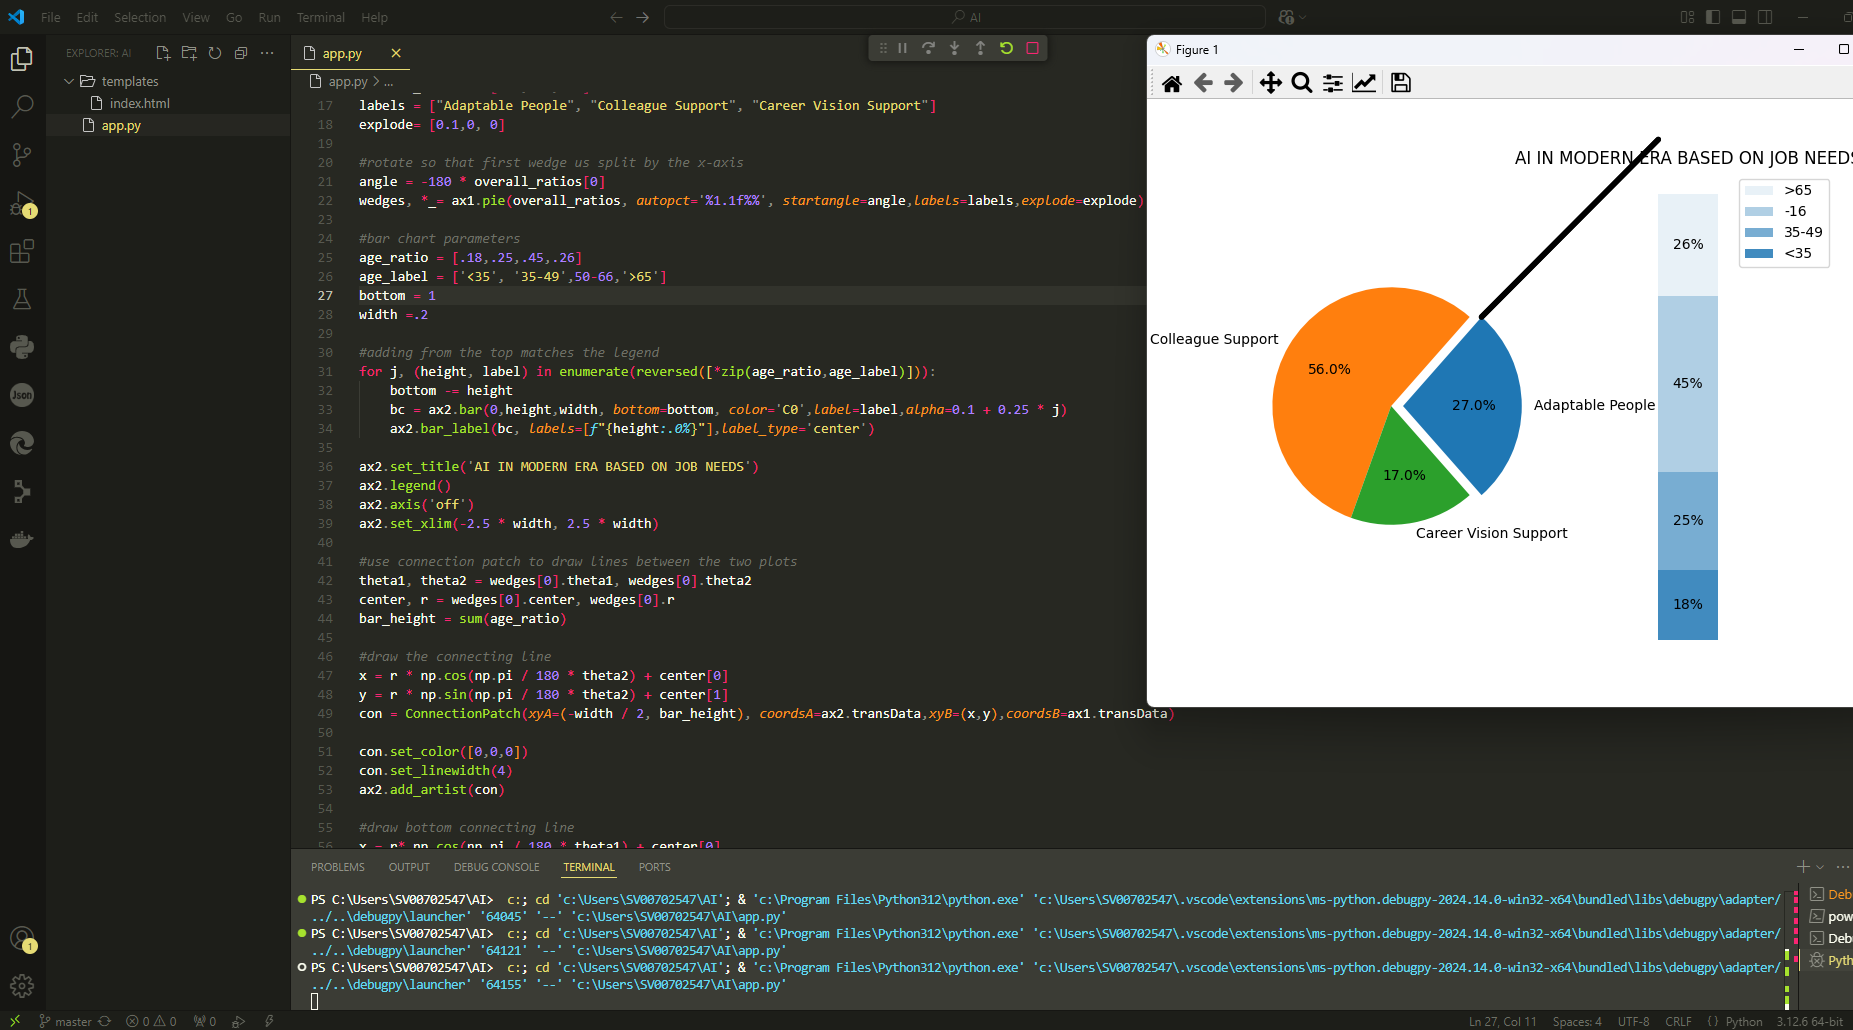 File Edit Selection View Go Run Terminal Help
AI
EXPLORER: AI
templates
index.html
app.py
app.py
app.py > ...
17 labels = ["Adaptable People", "Colleague Support", "Career Vision Support"]
18 explode= [0.1,0, 0]
19
20 #rotate so that first wedge us split by the x-axis
21 angle = -180 * overall_ratios[0]
22 wedges, *_= ax1.pie(overall_ratios, autopct='%1.1f%%', startangle=angle,labels=labels,explode=explode)
23
24 #bar chart parameters
25 age_ratio = [.18,.25,.45,.26]
26 age_label = ['<35', '35-49',50-66,'>65']
27 bottom = 1
28 width =.2
29
30 #adding from the top matches the legend
31 for j, (height, label) in enumerate(reversed([*zip(age_ratio,age_label)])):
32 bottom -= height
33 bc = ax2.bar(0,height,width, bottom=bottom, color='C0',label=label,alpha=0.1 + 0.25 * j)
34 ax2.bar_label(bc, labels=[f"{height:.0%}"],label_type='center')
35
36 ax2.set_title('AI IN MODERN ERA BASED ON JOB NEEDS')
37 ax2.legend()
38 ax2.axis('off')
39 ax2.set_xlim(-2.5 * width, 2.5 * width)
40
41 #use connection patch to draw lines between the two plots
42 theta1, theta2 = wedges[0].theta1, wedges[0].theta2
43 center, r = wedges[0].center, wedges[0].r
44 bar_height = sum(age_ratio)
45
46 #draw the connecting line
47 x = r * np.cos(np.pi / 180 * theta2) + center[0]
48 y = r * np.sin(np.pi / 180 * theta2) + center[1]
49 con = ConnectionPatch(xyA=(-width / 2, bar_height), coordsA=ax2.transData,xyB=(x,y),coordsB=ax1.transData)
50
51 con.set_color([0,0,0])
52 con.set_linewidth(4)
53 ax2.add_artist(con)
54
55 #draw bottom connecting line
56 x = r* np.cos(np.pi / 180 * theta1) + center[0]
Figure 1
AI IN MODERN ERA BASED ON JOB NEEDS
>65
-16
35-49
<35
26%
45%
25%
18%
Colleague Support
56.0%
27.0%
Adaptable People
17.0%
Career Vision Support
PROBLEMS OUTPUT DEBUG CONSOLE TERMINAL PORTS
PS C:\Users\SV00702547\AI> c:; cd 'c:\Users\SV00702547\AI'; & 'c:\Program Files\Python312\python.exe' 'c:\Users\SV00702547\.vscode\extensions\ms-python.debugpy-2024.14.0-win32-x64\bundled\libs\debugpy\adapter/
../..\debugpy\launcher' '64045' '--' 'c:\Users\SV00702547\AI\app.py'
PS C:\Users\SV00702547\AI> c:; cd 'c:\Users\SV00702547\AI'; & 'c:\Program Files\Python312\python.exe' 'c:\Users\SV00702547\.vscode\extensions\ms-python.debugpy-2024.14.0-win32-x64\bundled\libs\debugpy\adapter/
../..\debugpy\launcher' '64121' '--' 'c:\Users\SV00702547\AI\app.py'
PS C:\Users\SV00702547\AI> c:; cd 'c:\Users\SV00702547\AI'; & 'c:\Program Files\Python312\python.exe' 'c:\Users\SV00702547\.vscode\extensions\ms-python.debugpy-2024.14.0-win32-x64\bundled\libs\debugpy\adapter/
../..\debugpy\launcher' '64155' '--' 'c:\Users\SV00702547\AI\app.py'
Deb
pow
Deb
Pyth
Json
1
1
master 0 0 0 Ln 27, Col 11 Spaces: 4 UTF-8 CRLF {} Python 3.12.6 64-bit